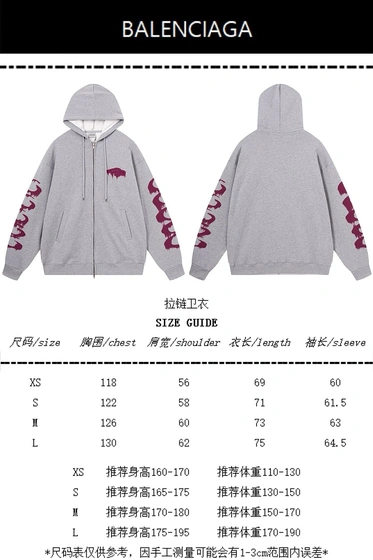 BALENCIAGA
拉链卫衣
SIZE GUIDE
尺码/size 胸围/chest 肩宽/shoulder 衣长/length 袖长/sleeve
XS 118 56 69 60
S 122 58 71 61.5
M 126 60 73 63
L 130 62 75 64.5
XS 推荐身高160-170 推荐体重110-130
S 推荐身高165-175 推荐体重130-150
M 推荐身高170-180 推荐体重150-170
L 推荐身高175-195 推荐体重170-190
*尺码表仅供参考，因手工测量可能会有1-3cm范围内误差*